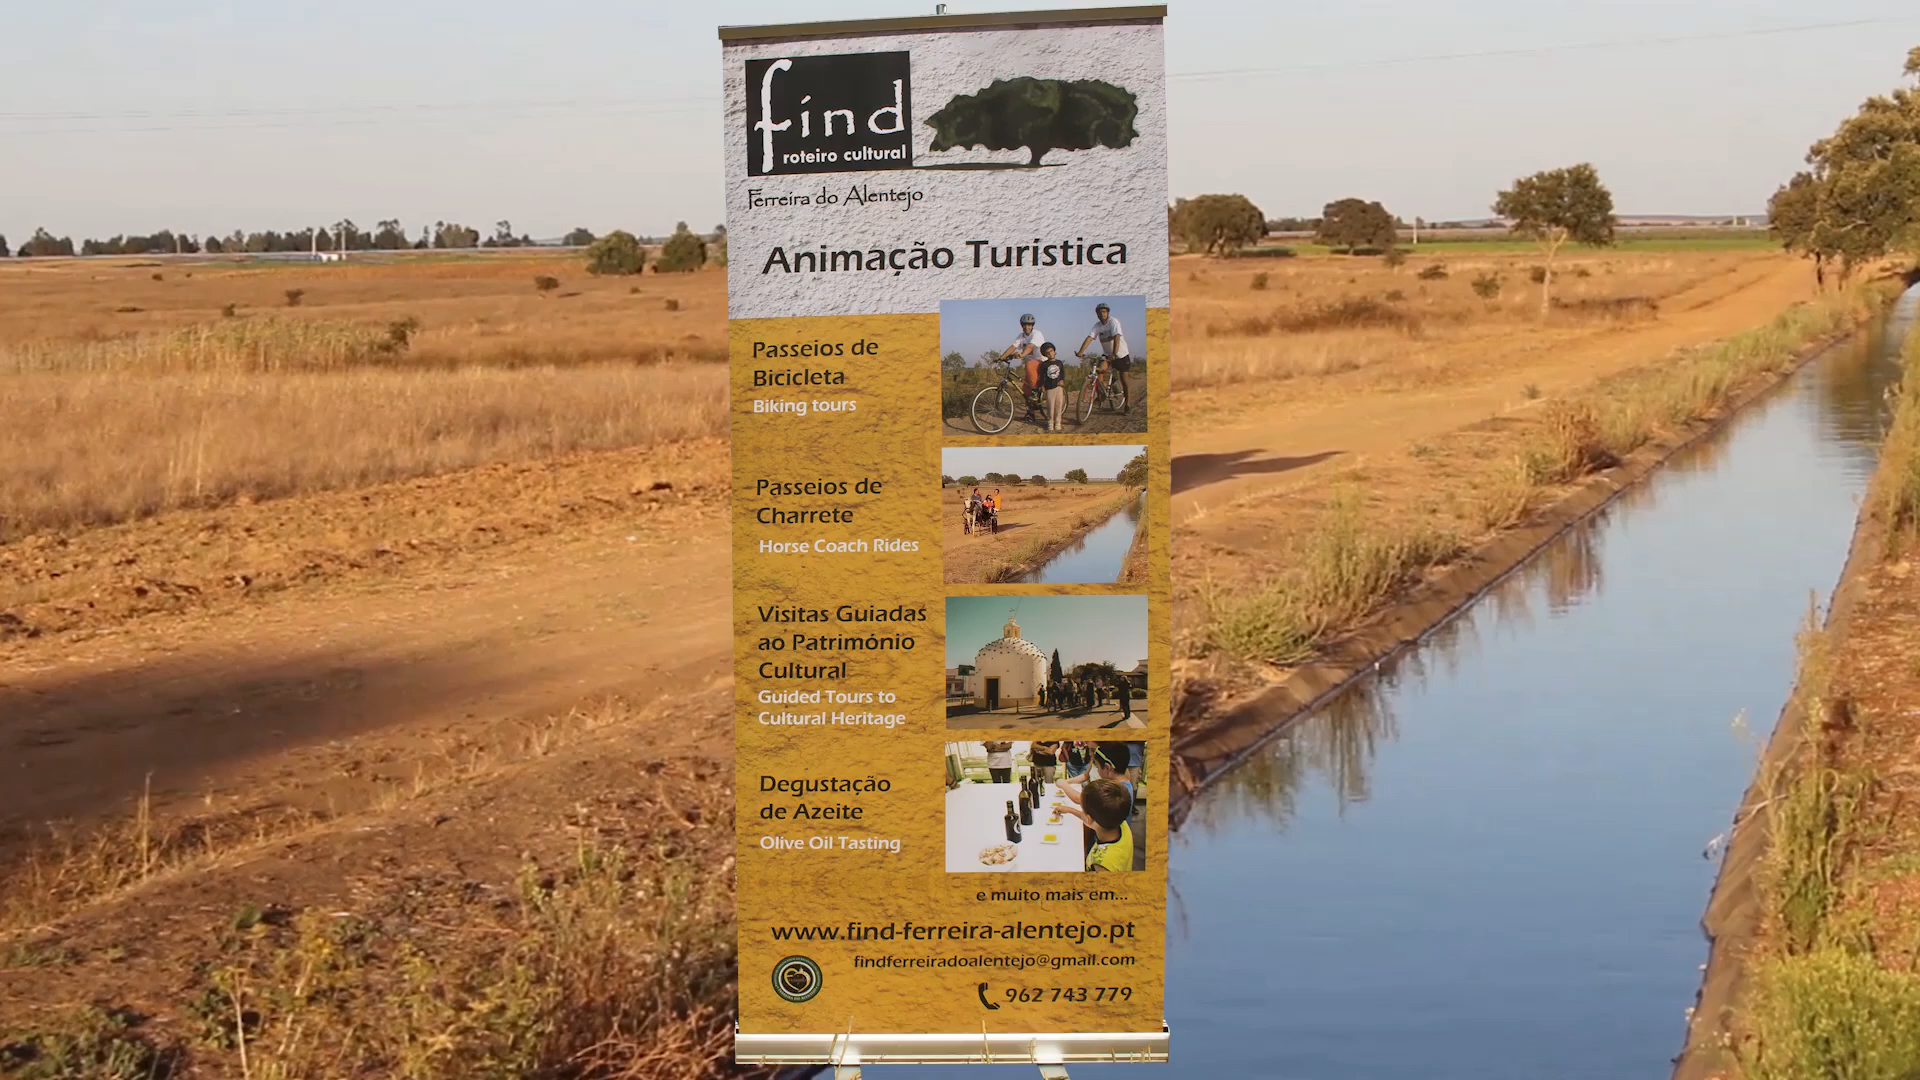 find
roteiro cultural
Ferreira do Alentejo
Animação Turística
Passeios de
Bicicleta
Biking tours
Passeios de
Charrete
Horse Coach Rides
Visitas Guiadas
ao Património
Cultural
Guided Tours to
Cultural Heritage
Degustação
de Azeite
Olive Oil Tasting
e muito mais em...
www.find-ferreira-alentejo.pt
findferreiradoalentejo@gmail.com
962 743 779